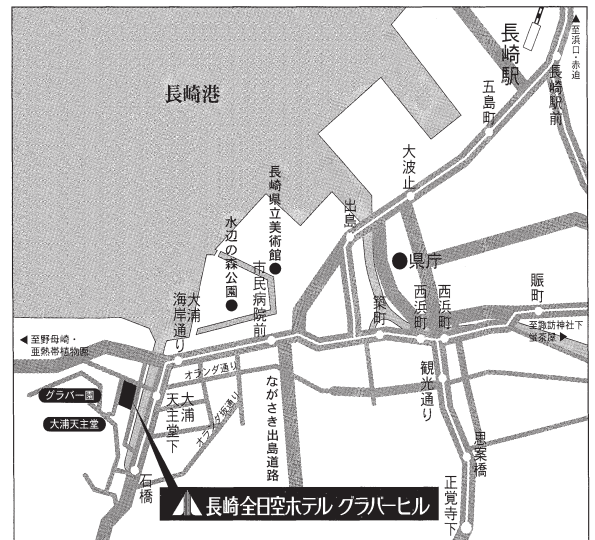 ▲至浜口・赤迫
長崎駅
長崎駅前
五島町
長崎港
大波止
長崎県立美術館
出島
水辺の森公園
市民病院前
県庁
大浦海岸通り
築町
西浜町
西浜町
賑町
◀至野母崎・
亜熱帯植物園
至諏訪神社下
蛍茶屋▶
オランダ通り
グラバー園
大浦天主堂
大浦天主堂下
オランダ坂通り
ながさき出島道路
観光通り
思案橋
石橋
正覚寺下
長崎全日空ホテル グラバーヒル